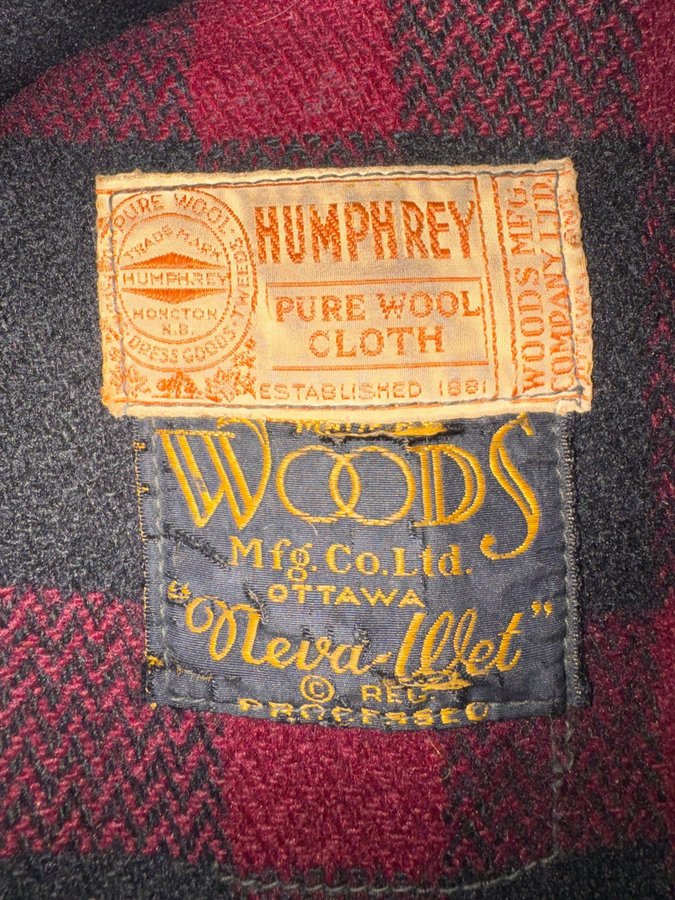 PURE WOOL
TWEEDS
DRESS GOODS
TRADE MARK
HUMPHREY
MONCTON
N.B.
HUMPHREY
PURE WOOL
CLOTH
ESTABLISHED 1881
WOODS MFG.
COMPANY LTD.
WOODS
Mfg. Co. Ltd.
OTTAWA
"Neva-Wet"
© REG
PROCESSED